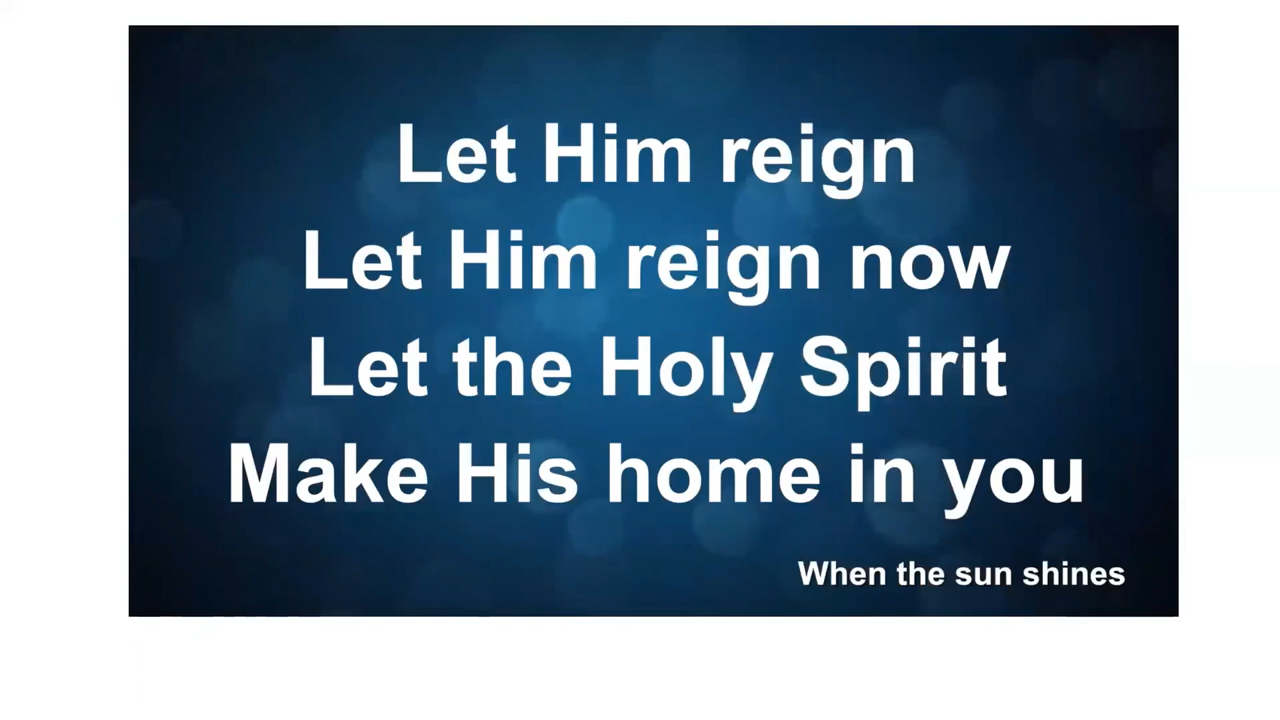 Let Him reign
Let Him reign now
Let the Holy Spirit
Make His home in you
When the sun shines